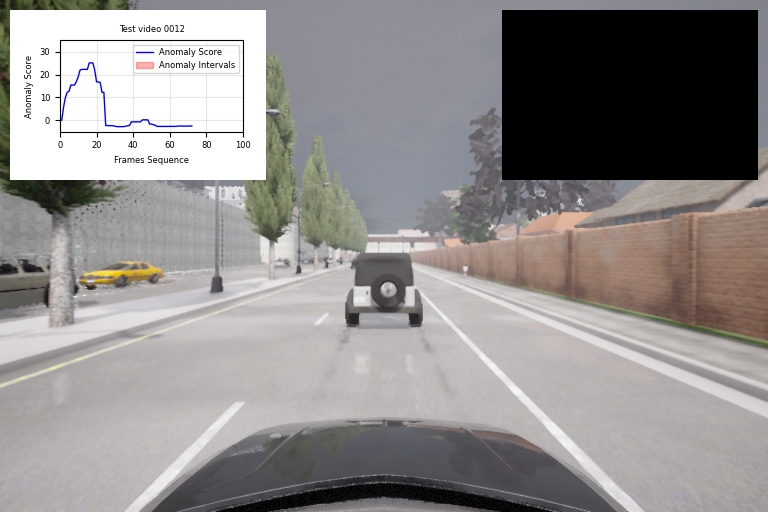 Test video 0012
Anomaly Score
Anomaly Intervals
Anomaly Score
30
20
10
0
0 20 40 60 80 100
Frames Sequence